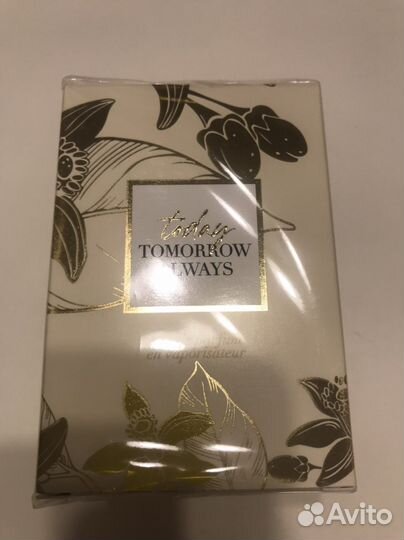 today
TOMORROW
ALWAYS
en vaporisateur
Avito